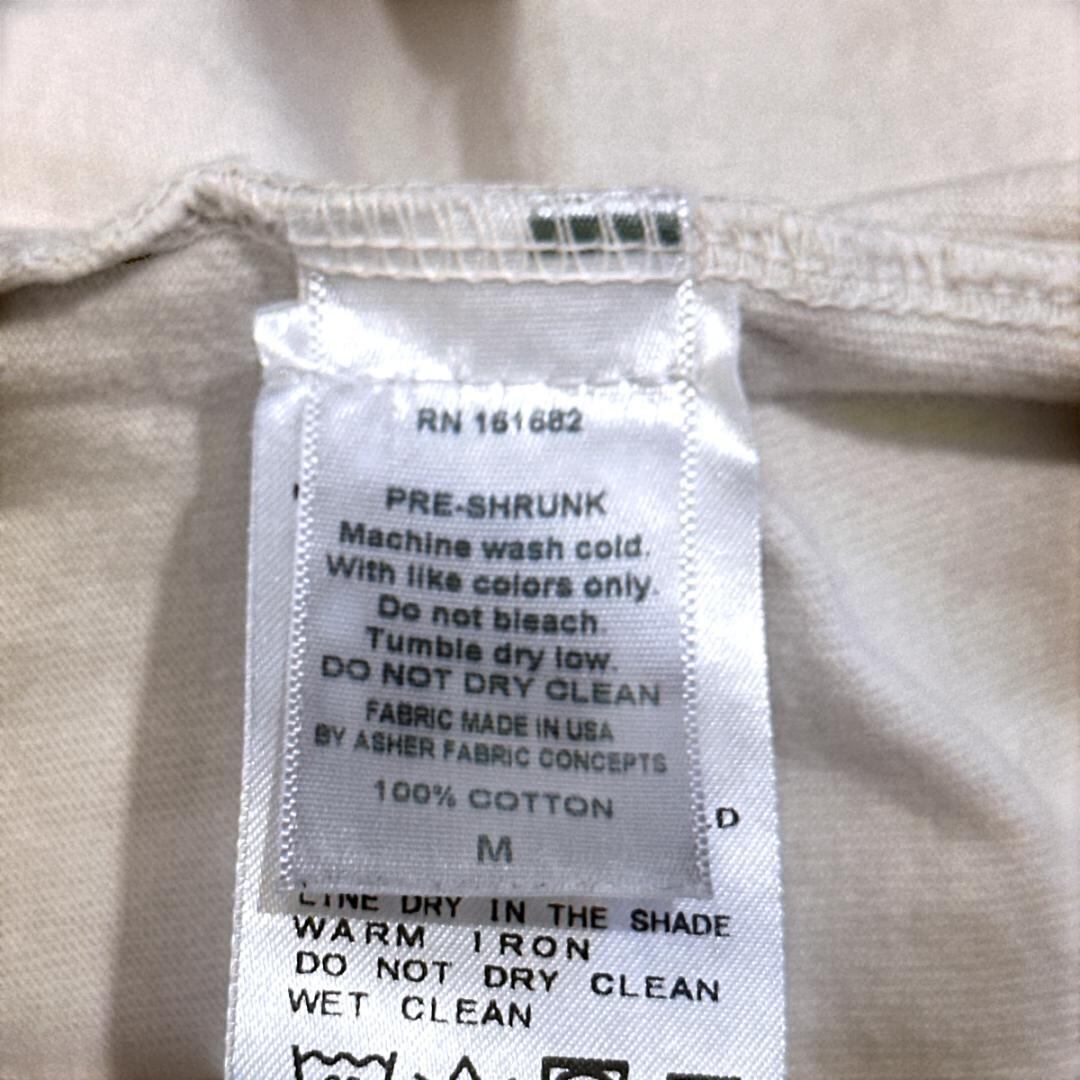 RN 161682
PRE-SHRUNK
Machine wash cold.
With like colors only.
Do not bleach.
Tumble dry low.
DO NOT DRY CLEAN
FABRIC MADE IN USA
BY ASHER FABRIC CONCEPTS
100% COTTON
M
D
LINE DRY IN THE SHADE
WARM IRON
DO NOT DRY CLEAN
WET CLEAN